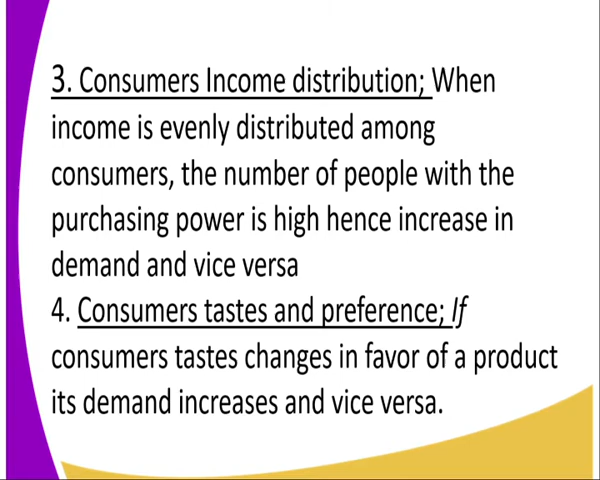 3. Consumers Income distribution; When
income is evenly distributed among
consumers, the number of people with the
purchasing power is high hence increase in
demand and vice versa
4. Consumers tastes and preference; If
consumers tastes changes in favor of a product
its demand increases and vice versa.